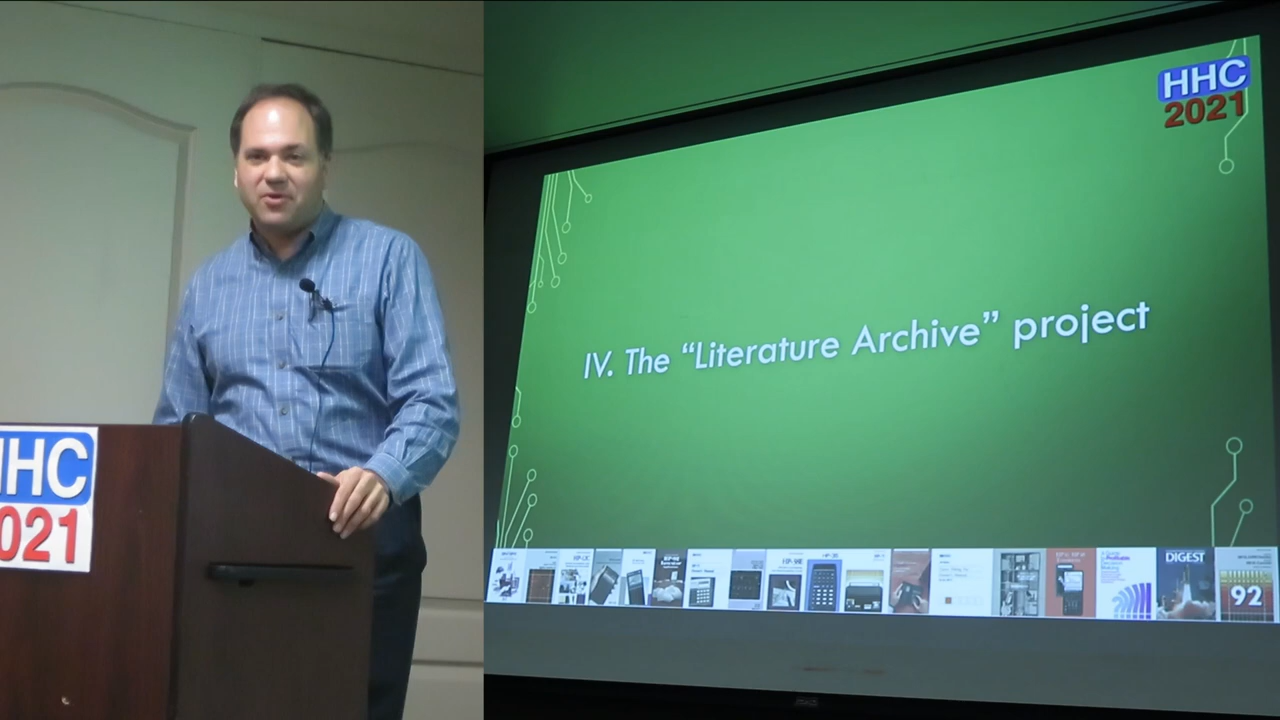 HHC
2021
IV. The “Literature Archive” project
HHC
2021
DIGEST
92